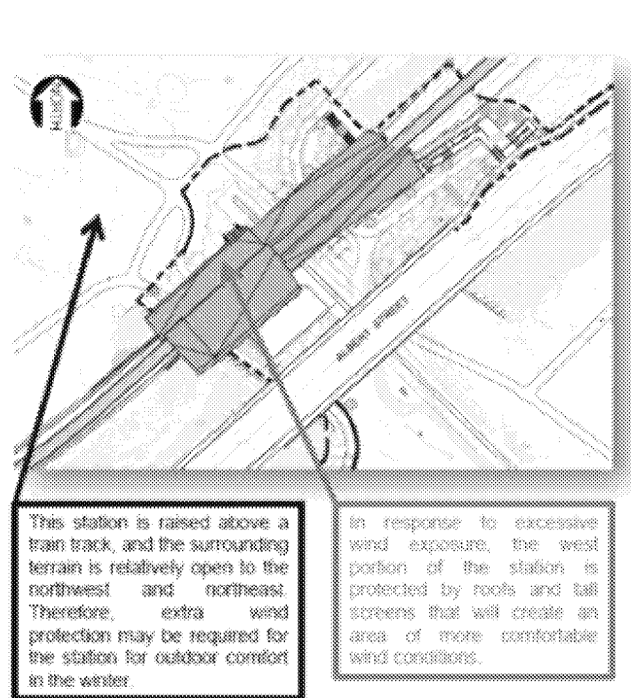 ALBERT STREET
This station is raised above a
train track, and the surrounding
terrain is relatively open to the
northwest and northeast.
Therefore, extra wind
protection may be required for
the station for outdoor comfort
in the winter.
In response to excessive
wind exposure, the west
portion of the station is
protected by roofs and tall
screens that will create an
area of more comfortable
wind conditions.